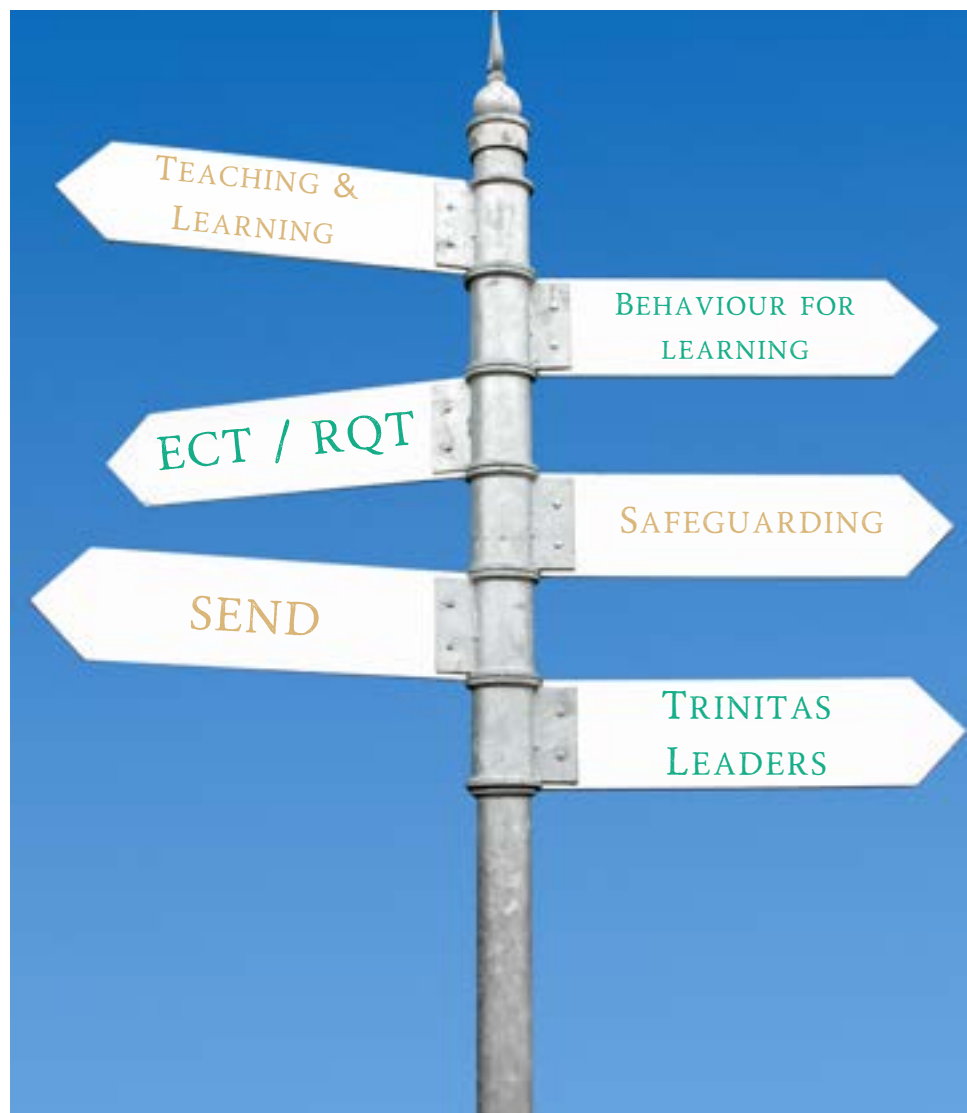 Teaching &
Learning
Behaviour for
learning
ECT / RQT
Safeguarding
SEND
Trinitas
Leaders